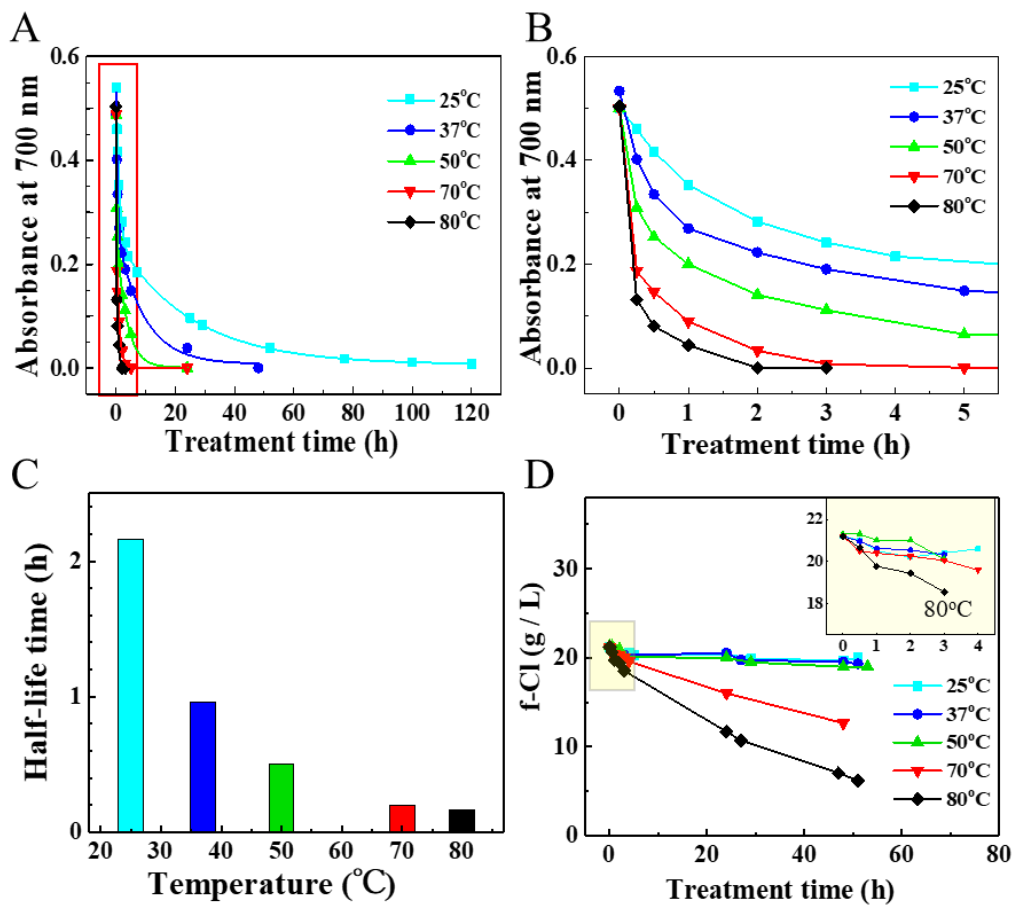 A
Absorbance at 700 nm
0.6
0.4
0.2
0.0
25°C
37°C
50°C
70°C
80°C
0 20 40 60 80 100 120
Treatment time (h)
B
Absorbance at 700 nm
0.6
0.4
0.2
0.0
25°C
37°C
50°C
70°C
80°C
0 1 2 3 4 5
Treatment time (h)
C
Half-life time (h)
2
1
0
20 30 40 50 60 70 80
Temperature (℃)
D
f-Cl (g / L)
35
30
25
20
15
10
5
0
22
20
18
80°C
0 1 2 3 4
25°C
37°C
50°C
70°C
80°C
0 20 40 60 80
Treatment time (h)